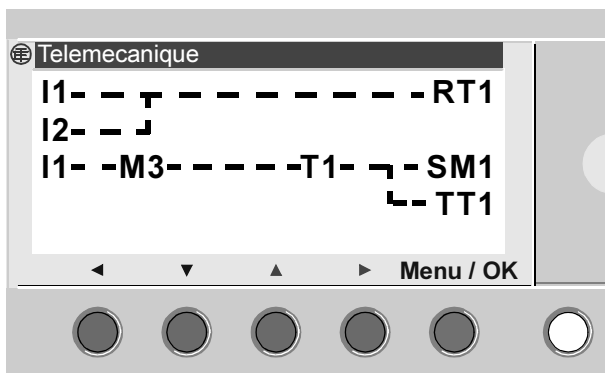 Telemecanique
I1- — — — — — — — - RT1
I2- — 
I1- -M3- — — — -T1- - SM1
-- TT1
Menu / OK